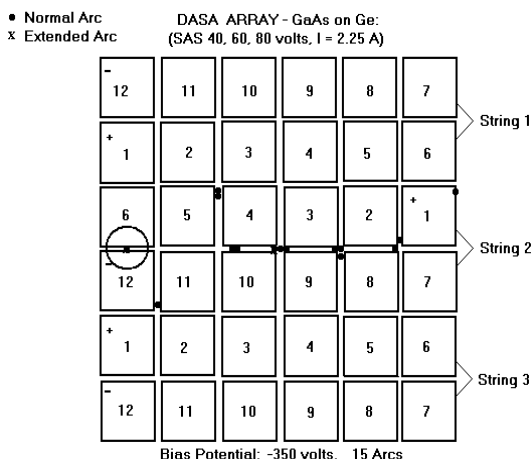 • Normal Arc
x Extended Arc
DASA ARRAY - GaAs on Ge:
(SAS 40, 60, 80 volts, I = 2.25 A)
- 12 11 10 9 8 7
String 1
+ 1 2 3 4 5 6
6 5 4 3 2 + 1
String 2
- 12 11 10 9 8 7
+ 1 2 3 4 5 6
String 3
- 12 11 10 9 8 7
Bias Potential: -350 volts, 15 Arcs